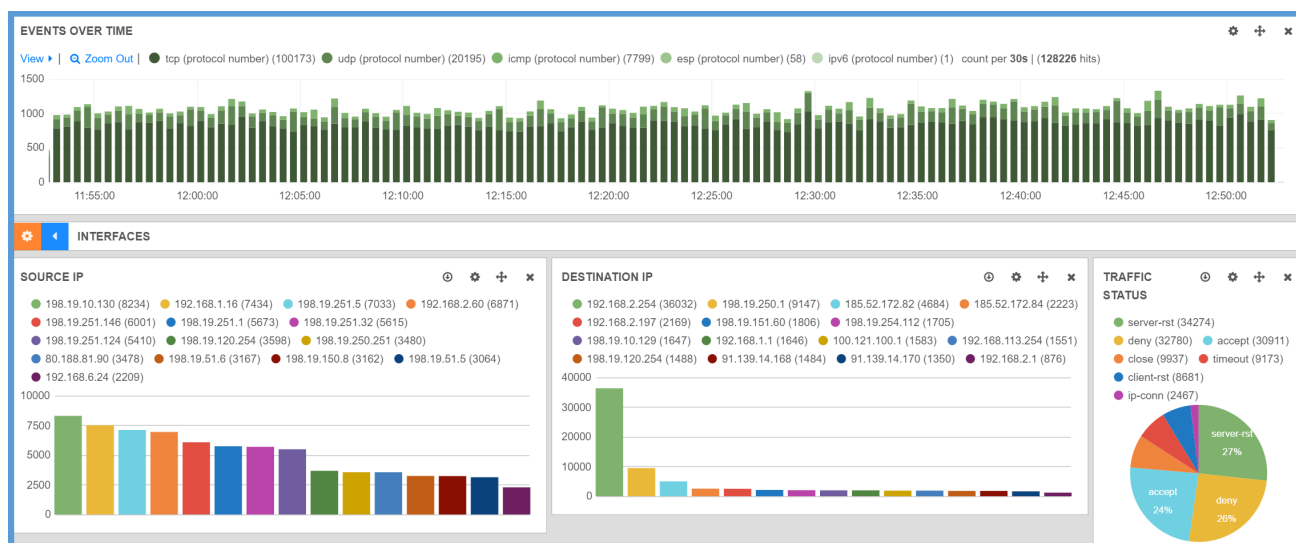 EVENTS OVER TIME
View | Zoom Out | tcp (protocol number) (100173) udp (protocol number) (20195) icmp (protocol number) (7799) esp (protocol number) (58) ipv6 (protocol number) (1) count per 30s | (128226 hits)
1500
1000
500
0
11:55:00 12:00:00 12:05:00 12:10:00 12:15:00 12:20:00 12:25:00 12:30:00 12:35:00 12:40:00 12:45:00 12:50:00
INTERFACES
SOURCE IP
198.19.10.130 (8234) 192.168.1.16 (7434) 198.19.251.5 (7033) 192.168.2.60 (6871)
198.19.251.146 (6001) 198.19.251.1 (5673) 198.19.251.32 (5615)
198.19.251.124 (5410) 198.19.120.254 (3598) 198.19.250.251 (3480)
80.188.81.90 (3478) 198.19.51.6 (3167) 198.19.150.8 (3162) 198.19.51.5 (3064)
192.168.6.24 (2209)
10000
7500
5000
2500
0
DESTINATION IP
192.168.2.254 (36032) 198.19.250.1 (9147) 185.52.172.82 (4684) 185.52.172.84 (2223)
192.168.2.197 (2169) 198.19.151.60 (1806) 198.19.254.112 (1705)
198.19.10.129 (1647) 192.168.1.1 (1646) 100.121.100.1 (1583) 192.168.113.254 (1551)
198.19.120.254 (1488) 91.139.14.168 (1484) 91.139.14.170 (1350) 192.168.2.1 (876)
40000
30000
20000
10000
0
TRAFFIC
STATUS
server-rst (34274)
deny (32780) accept (30911)
close (9937) timeout (9173)
client-rst (8681)
ip-conn (2467)
server-rst
27%
accept
24%
deny
26%